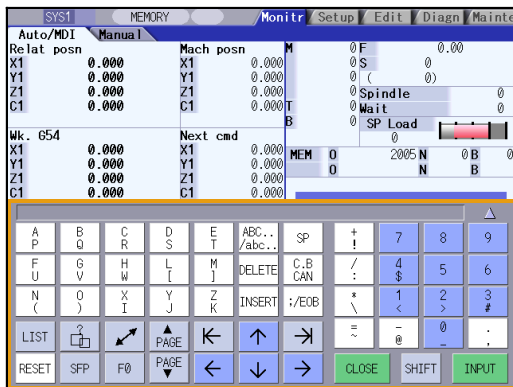 SYS1 MEMORY Monitr Setup Edit Diagn Mainte
Auto/MDI Manual
Relat posn Mach posn M 0 F 0.00
X1 0.000 X1 0.000 0 S 0
Y1 0.000 Y1 0.000 0 ( 0)
Z1 0.000 Z1 0.000 0 Spindle 0
C1 0.000 C1 0.000 T 0 Wait 0
B 0 SP Load
Wk. G54 Next cmd 0
X1 0.000 X1 0.000 MEM O 2005 N 0 B 0
Y1 0.000 Y1 0.000 O N B
Z1 0.000 Z1 0.000
C1 0.000 C1 0.000
A B C D E ABC.. SP + 7 8 9
P Q R S T /abc.. !
F G H L M DELETE C.B / 4 5 6
U V W [ ] CAN : $
N O X Y Z INSERT ;/EOB * 1 2 3
( ) I J K \ < > #
LIST ? PAGE = - 0 .
~ @ _ ,
RESET SFP F0 PAGE CLOSE SHIFT INPUT